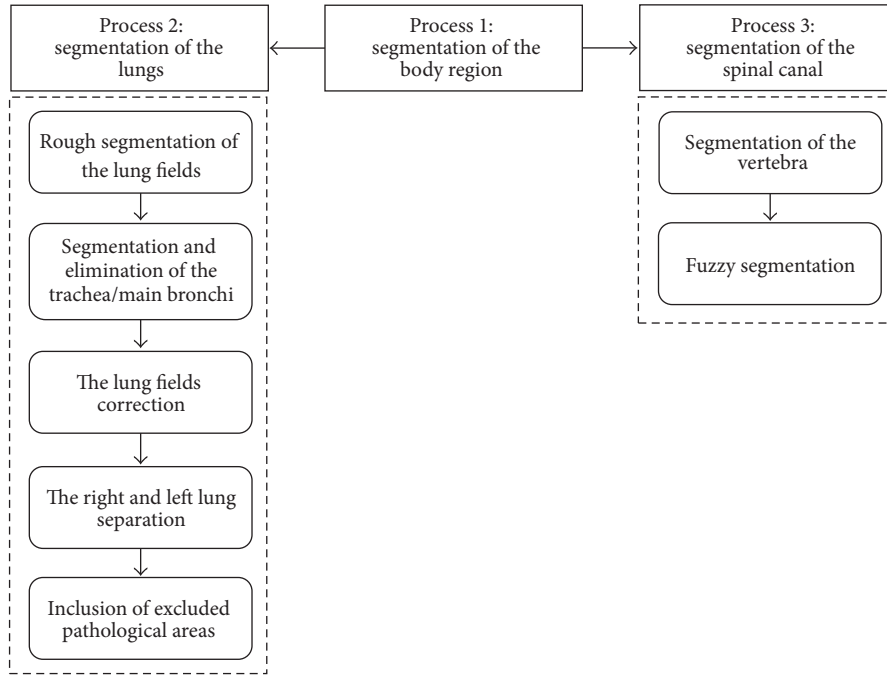 Process 2:
segmentation of the
lungs
Process 1:
segmentation of the
body region
Process 3:
segmentation of the
spinal canal
Rough segmentation of
the lung fields
Segmentation and
elimination of the
trachea/main bronchi
The lung fields
correction
The right and left lung
separation
Inclusion of excluded
pathological areas
Segmentation of the
vertebra
Fuzzy segmentation